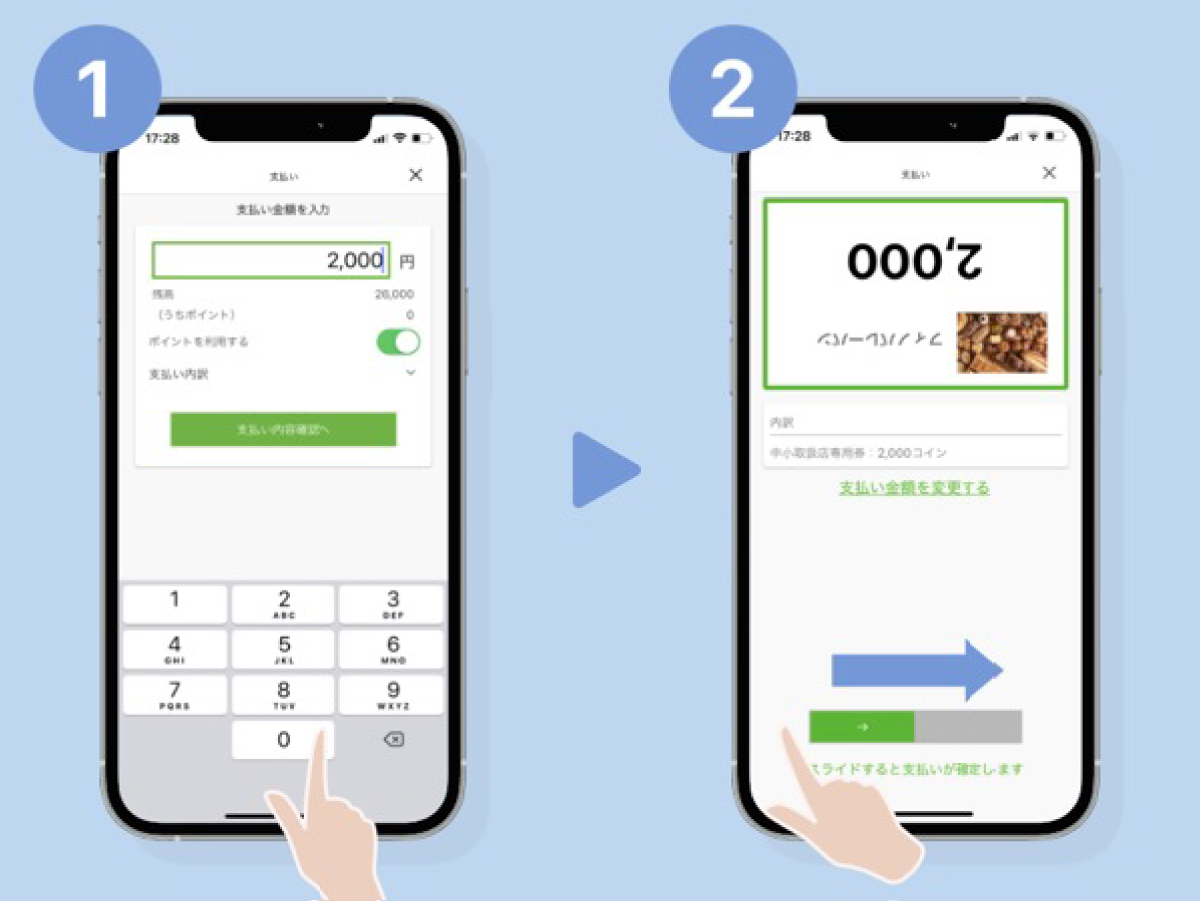 1
17:28
支払い
支払い金額を入力
2,000 円
残高 26,000
（うちポイント） 0
ポイントを利用する
支払い内訳
支払い内容確認へ
1
2
ABC
3
DEF
4
GHI
5
JKL
6
MNO
7
PQRS
8
TUV
9
WXYZ
0
2
17:28
支払い
2,000
内訳
中小取扱店専用券：2,000コイン
支払い金額を変更する
スライドすると支払いが確定します